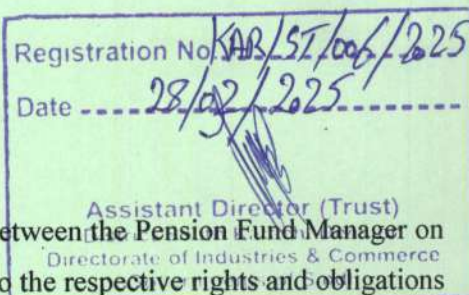 Registration No KAR/ST/006/2025
Date ---- 28/02/2025
Assistant Director (Trust)
etween the Pension Fund Manager on
Directorate of Industries & Commerce
o the respective rights and obligations